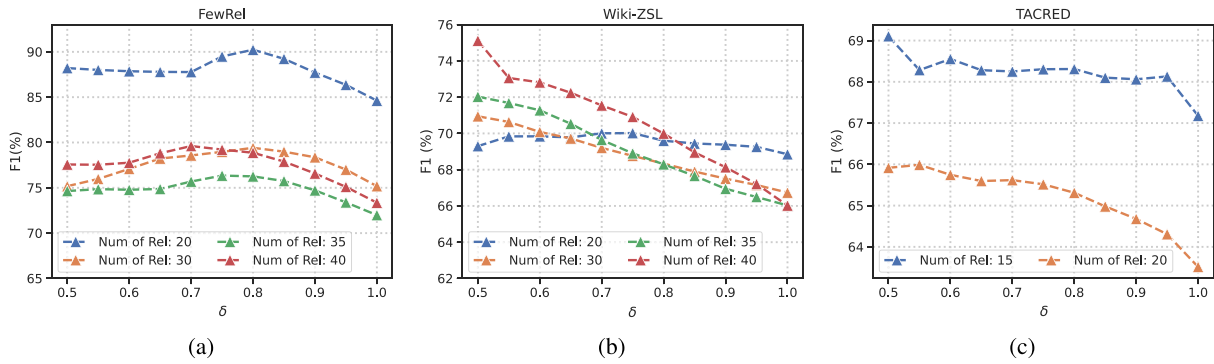 FewRel
F1(%)
90
85
80
75
70
65
Num of Rel: 20
Num of Rel: 30
Num of Rel: 35
Num of Rel: 40
0.5 0.6 0.7 0.8 0.9 1.0
δ
(a)
Wiki-ZSL
F1 (%)
76
74
72
70
68
66
64
62
Num of Rel: 20
Num of Rel: 30
Num of Rel: 35
Num of Rel: 40
0.5 0.6 0.7 0.8 0.9 1.0
δ
(b)
TACRED
F1 (%)
69
68
67
66
65
64
Num of Rel: 15
Num of Rel: 20
0.5 0.6 0.7 0.8 0.9 1.0
δ
(c)